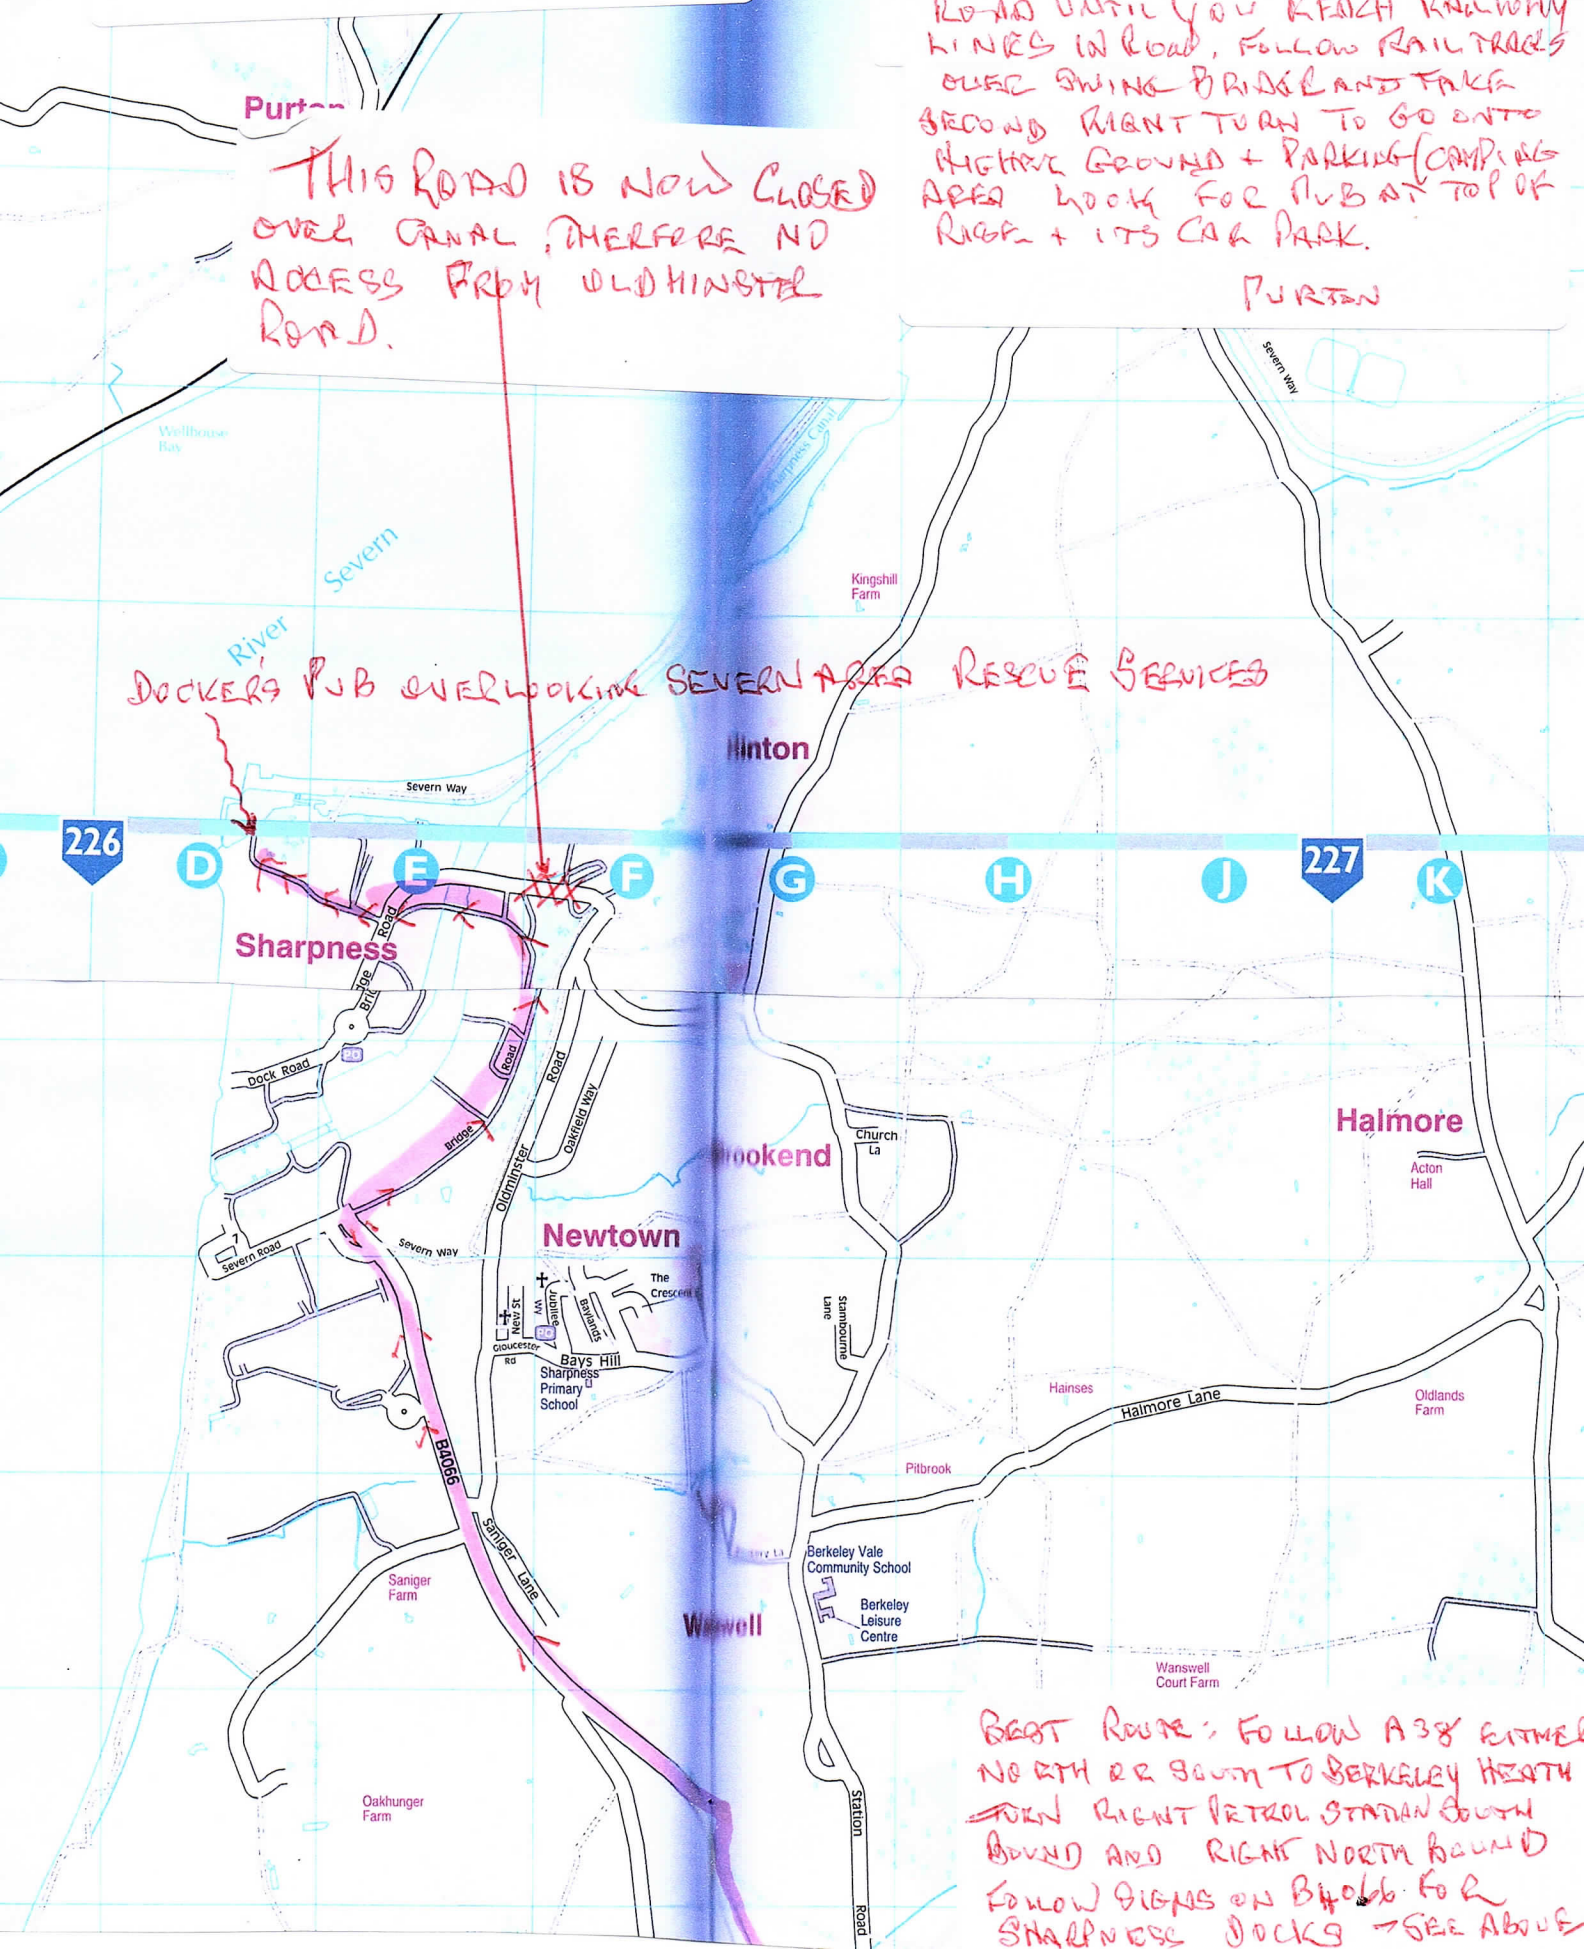 ROAD UNTIL YOU REACH RAILWAY
LINES IN ROAD, FOLLOW RAIL TRACKS
OVER SWING BRIDGE AND TAKE
SECOND RIGHT TURN TO GO ONTO
GROUND + PARKING/CAMPING
AREA LOOK FOR PUB AT TOP OF
RIGE + ITS CAR PARK.
PURTON
Purton
THIS ROAD IS NOW CLOSED
OVER CANAL, THERFORE NO
ACCESS FROM OLDMINSTER
ROAD.
Severn Way
Wellhouse
Bay
Sharpness Canal
River Severn
Kingshill
Farm
DOCKER'S PUB OVERLOOKING SEVERN AREA RESCUE SERVICES
Hinton
Severn Way
226
D
E
F
G
H
J
227
K
Road
Sharpness
Bridge
PO
Dock Road
Road
Road
Oakfield Way
Bridge
Oldminster
Brookend
Church
La
Halmore
Acton
Hall
Newtown
Severn Way
Severn Road
The
Crescent
New St
Jubilee
Wy
Baylands
PO
Gloucester
Rd
Bays Hill
Sharpness
Primary
School
Stambourne
Lane
Hainses
Halmore Lane
Oldlands
Farm
B4066
Pitbrook
Saniger Lane
Saniger
Farm
Berkeley Vale
Community School
Berkeley
Leisure
Centre
Wanswell
Wanswell
Court Farm
Oakhunger
Farm
Station
Road
BEST ROUTE: FOLLOW A38 EITHER
NORTH OR SOUTH TO BERKELEY HEATH
TURN RIGHT PETROL STATION SOUTH
BOUND AND RIGHT NORTH BOUND
FOLLOW SIGNS ON B4066 FOR
SHARPNESS DOCKS - SEE ABOVE